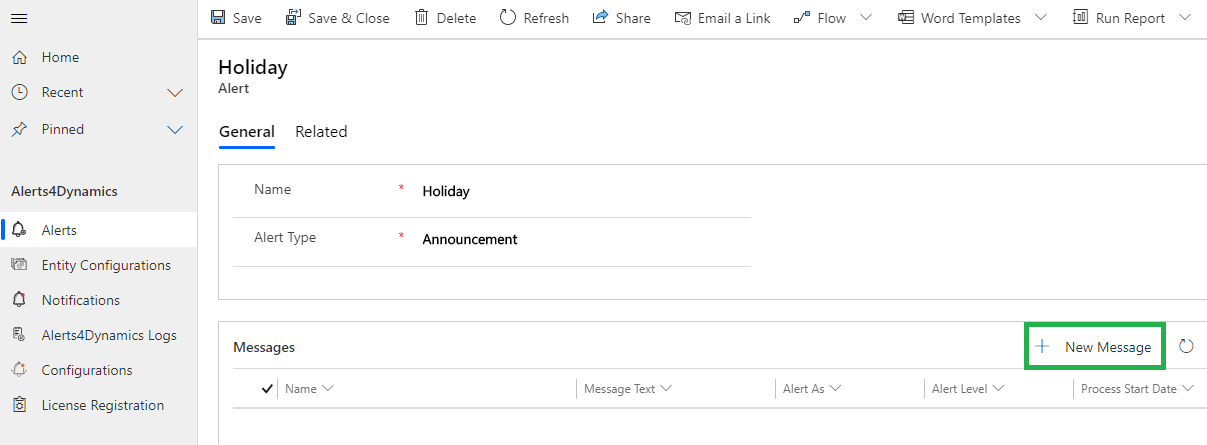 Save Save & Close Delete Refresh Share Email a Link Flow Word Templates Run Report
Home
Recent
Pinned
Alerts4Dynamics
Alerts
Entity Configurations
Notifications
Alerts4Dynamics Logs
Configurations
License Registration
Holiday
Alert
General Related
Name * Holiday
Alert Type * Announcement
Messages New Message
Name Message Text Alert As Alert Level Process Start Date